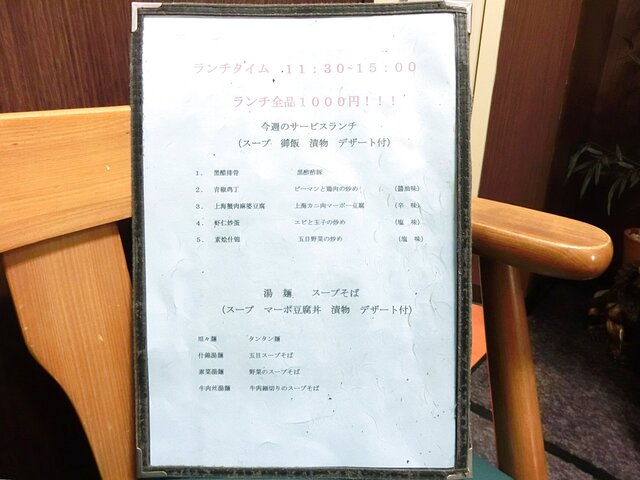 ランチタイム 11:30-15:00
ランチ全品1000円!!!
今週のサービスランチ
(スープ 御飯 漬物 デザート付)
1. 黑醋排骨 黒酢酢豚
2. 青椒鸡丁 ピーマンと鶏肉の炒め (醤油味)
3. 上海蟹肉麻婆豆腐 上海カニ肉マーボー豆腐 (辛 味)
4. 虾仁炒蛋 エビと玉子の炒め (塩 味)
5. 素烩什锦 五目野菜の炒め (塩 味)
湯 麺 スープそば
(スープ マーボ豆腐丼 漬物 デザート付)
坦々麺 タンタン麺
什錦湯麺 五目スープそば
素菜湯麺 野菜のスープそば
牛肉丝湯麺 牛肉細切りのスープそば